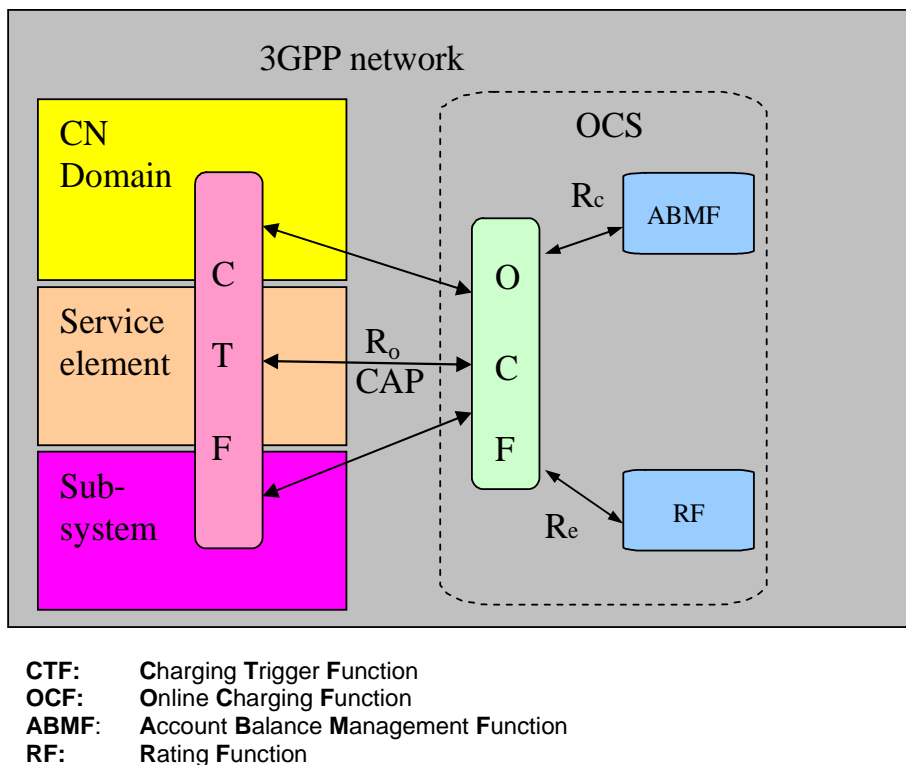 3GPP network
CN
Domain
OCS
Rc
ABMF
C
T
F
O
C
F
Service
element
Ro
CAP
Sub-
system
Re
RF
CTF: Charging Trigger Function
OCF: Online Charging Function
ABMF: Account Balance Management Function
RF: Rating Function